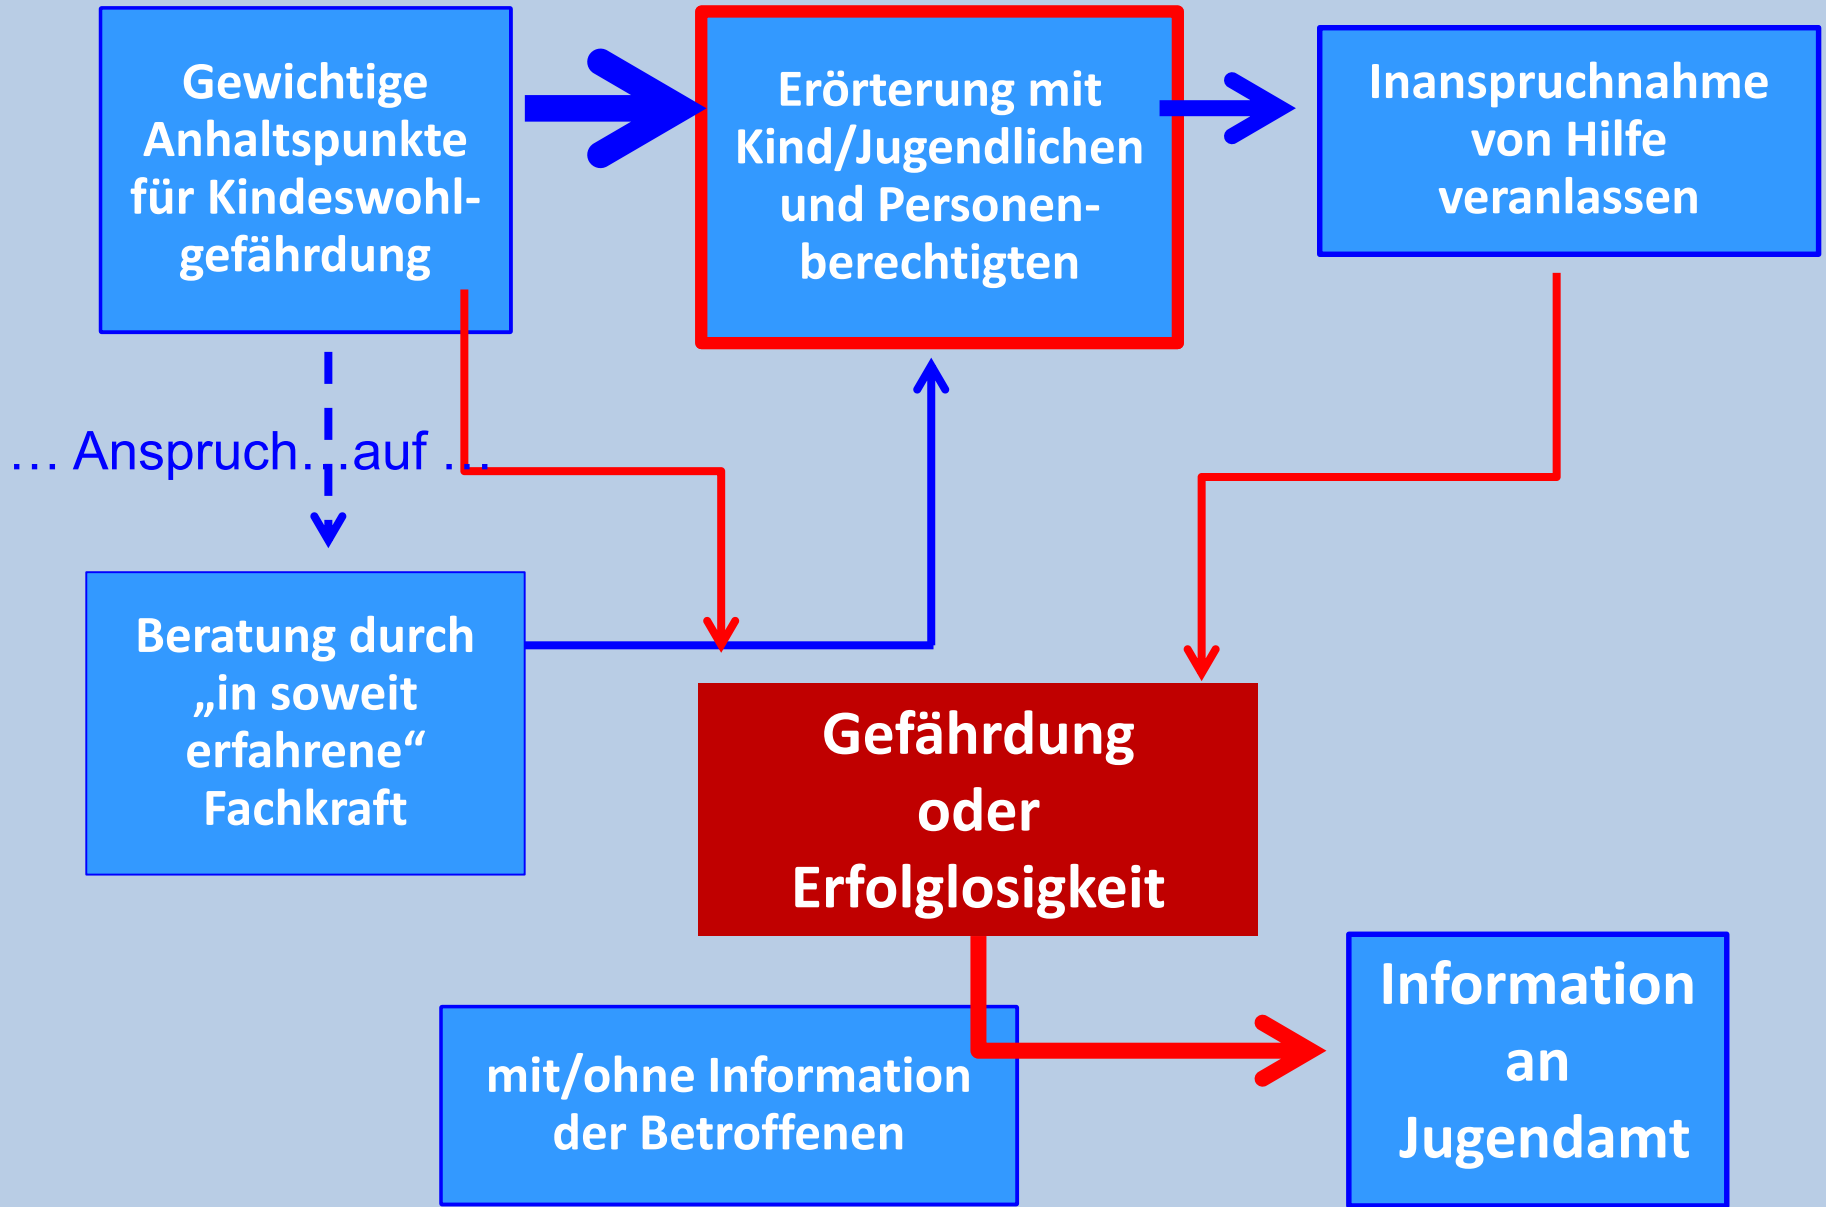 Gewichtige
Anhaltspunkte
für Kindeswohl-
gefährdung
Erörterung mit
Kind/Jugendlichen
und Personen-
berechtigten
Inanspruchnahme
von Hilfe
veranlassen
… Anspruch…auf …
Beratung durch
„in soweit
erfahrene“
Fachkraft
Gefährdung
oder
Erfolglosigkeit
mit/ohne Information
der Betroffenen
Information
an
Jugendamt